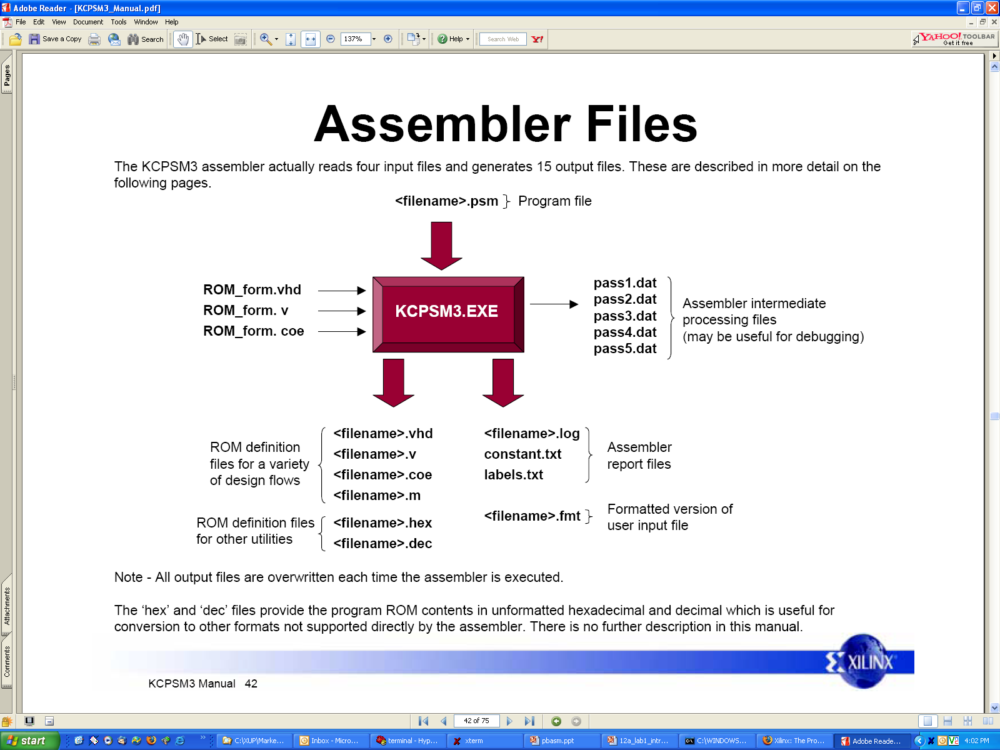 Adobe Reader - [KCPSM3_Manual.pdf]
File Edit View Document Tools Window Help
Save a Copy Search Select 137% Help Search Web Y! YAHOO! TOOLBAR
Get it free
Pages
Assembler Files
The KCPSM3 assembler actually reads four input files and generates 15 output files. These are described in more detail on the
following pages.
<filename>.psm Program file
ROM_form.vhd
ROM_form. v
ROM_form. coe
KCPSM3.EXE
pass1.dat
pass2.dat
pass3.dat
pass4.dat
pass5.dat
Assembler intermediate
processing files
(may be useful for debugging)
ROM definition
files for a variety
of design flows
<filename>.vhd
<filename>.v
<filename>.coe
<filename>.m
<filename>.log
constant.txt
labels.txt
Assembler
report files
ROM definition files
for other utilities
<filename>.hex
<filename>.dec
<filename>.fmt
Formatted version of
user input file
Note - All output files are overwritten each time the assembler is executed.
The ‘hex’ and ‘dec’ files provide the program ROM contents in unformatted hexadecimal and decimal which is useful for
conversion to other formats not supported directly by the assembler. There is no further description in this manual.
XILINX
KCPSM3 Manual 42
Attachments
Comments
42 of 75
start C:\XUP\Marke... Inbox - Micro... terminal - Hyp... xterm pbasm.ppt 12a_lab1_intr... C:\WINDOWS... Xilinx: The Pro... Adobe Reade... 4:02 PM